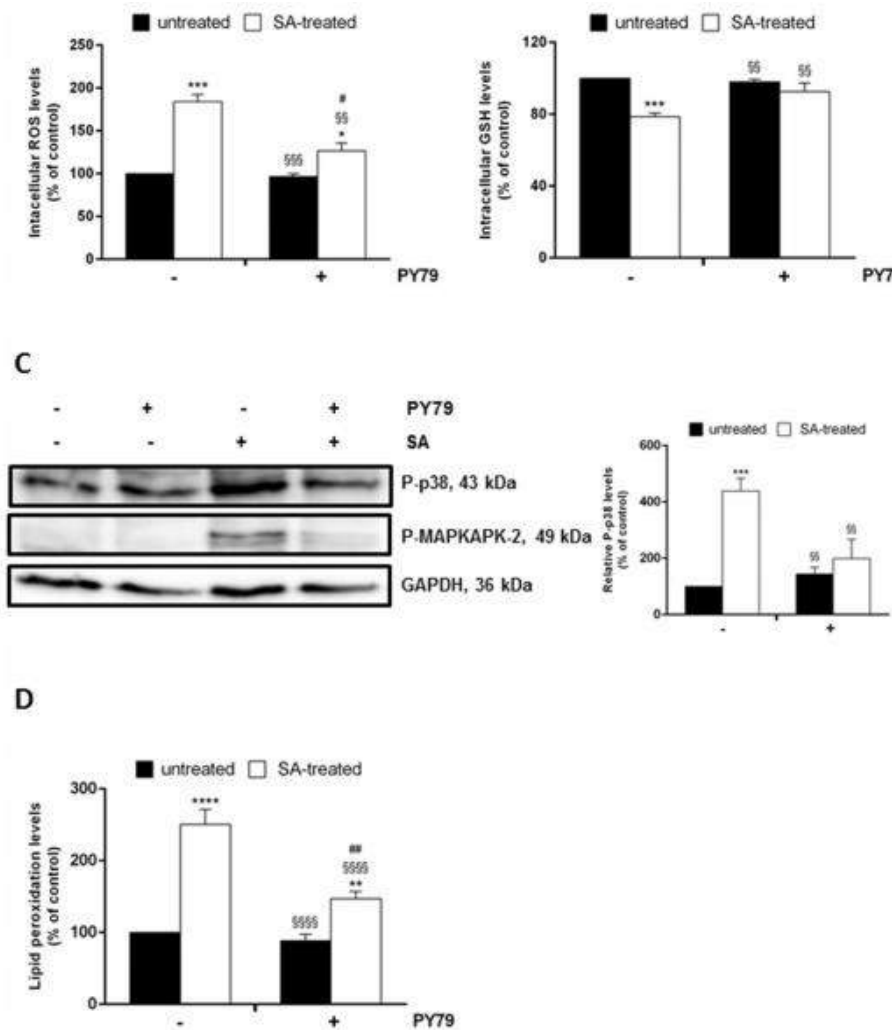 untreated SA-treated
Intacellular ROS levels
(% of control)
250
200
150
100
50
0
***
§§§
#
§§
*
- + PY79
untreated SA-treated
Intracellular GSH levels
(% of control)
120
80
40
0
***
§§
§§
- + PY7
C
- + - + PY79
- - + + SA
P-p38, 43 kDa
P-MAPKAPK-2, 49 kDa
GAPDH, 36 kDa
untreated SA-treated
Relative P-p38 levels
(% of control)
600
400
200
0
***
§§
§§
- +
D
untreated SA-treated
Lipid peroxidation levels
(% of control)
300
200
100
0
****
§§§§
##
§§§§
**
- + PY79